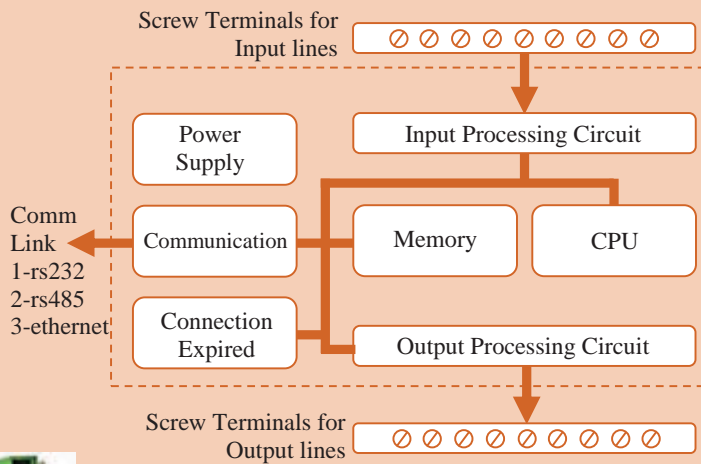 Screw Terminals for
Input lines
Power
Supply
Input Processing Circuit
Comm
Link
1-rs232
2-rs485
3-ethernet
Communication
Memory
CPU
Connection
Expired
Output Processing Circuit
Screw Terminals for
Output lines